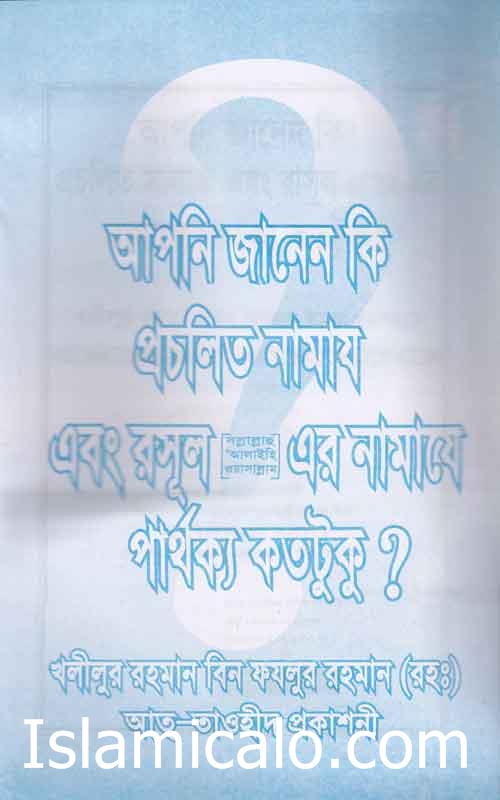 আপনি জানেন কি
প্রচলিত নামায
এবং রসূল [সল্লাল্লাহু 'আলাইহি ওয়াসাল্লাম] এর নামাযে
পার্থক্য কতটুকু ?
খলীলুর রহমান বিন ফযলুর রহমান (রহঃ)
আত-তাওহীদ প্রকাশনী
Islamicalo.com